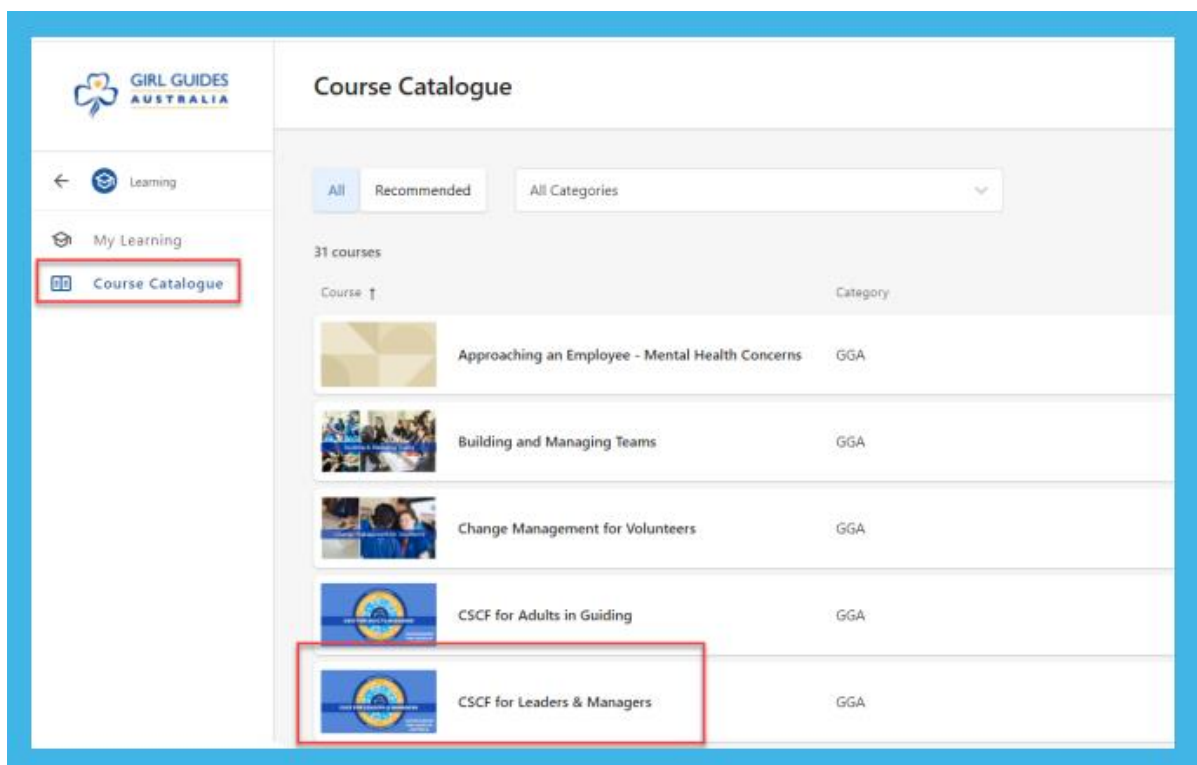 GIRL GUIDES
AUSTRALIA
Course Catalogue
Learning
All Recommended All Categories
My Learning
31 courses
Course Catalogue
Course ↑ Category
Approaching an Employee - Mental Health Concerns GGA
Building and Managing Teams GGA
Change Management for Volunteers GGA
CSCF for Adults in Guiding GGA
CSCF for Leaders & Managers GGA